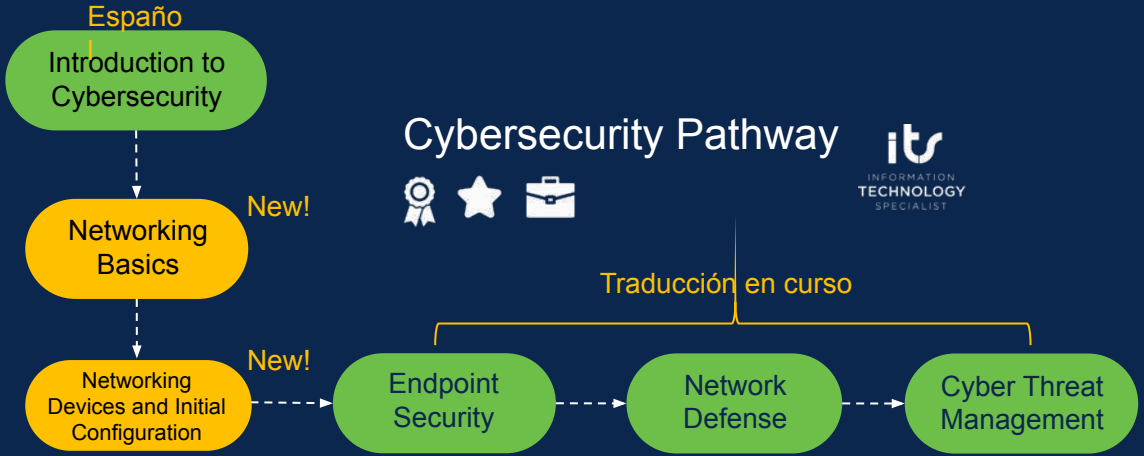 Españo
l
Introduction to
Cybersecurity
Cybersecurity Pathway
its
INFORMATION
TECHNOLOGY
SPECIALIST
New!
Networking
Basics
Traducción en curso
New!
Networking
Devices and Initial
Configuration
Endpoint
Security
Network
Defense
Cyber Threat
Management